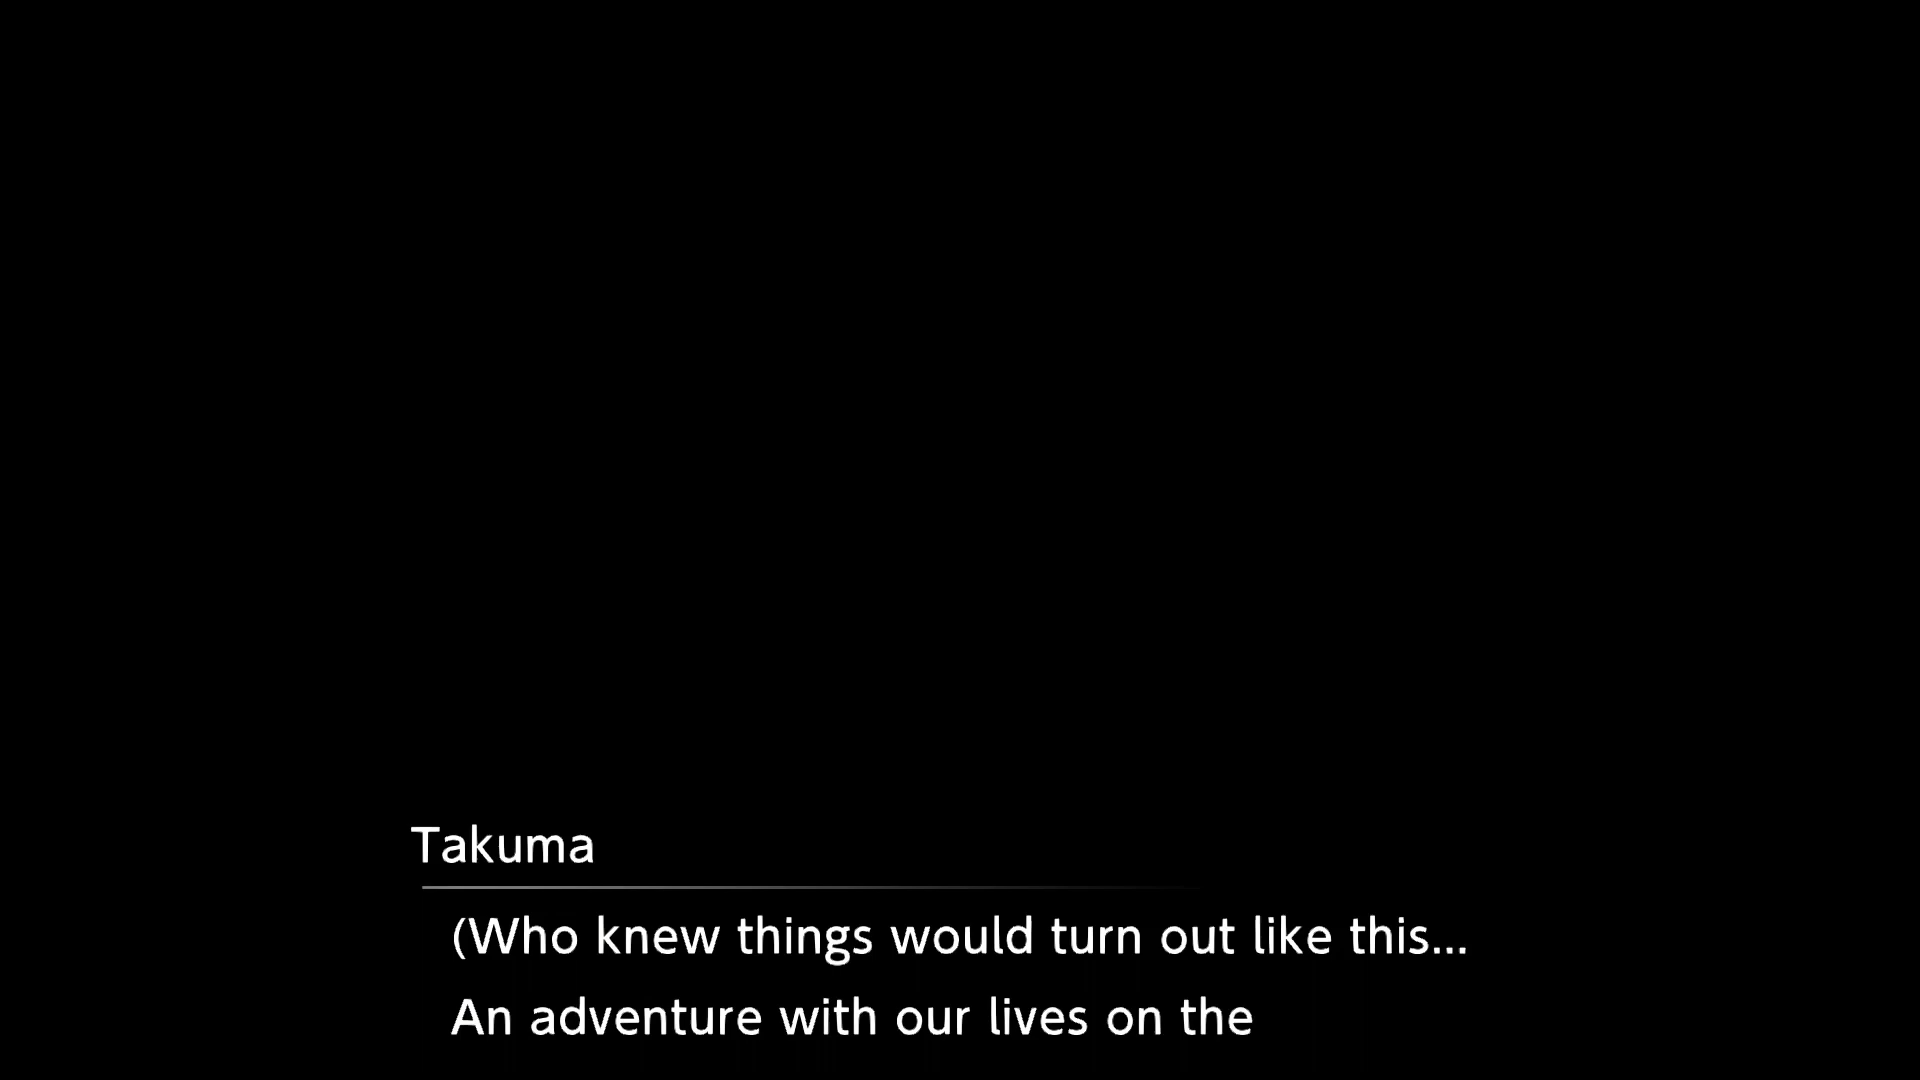 Takuma
(Who knew things would turn out like this...
An adventure with our lives on the